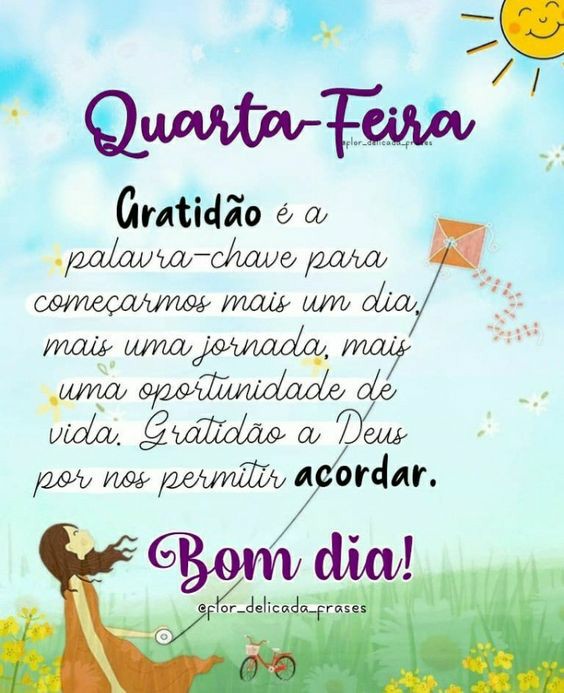 Quarta-Feira
@flor_delicada_frases
Gratidão é a
palavra-chave para
começarmos mais um dia,
mais uma jornada, mais
uma oportunidade de
vida. Gratidão a Deus
por nos permitir acordar.
Bom dia!
@flor_delicada_frases